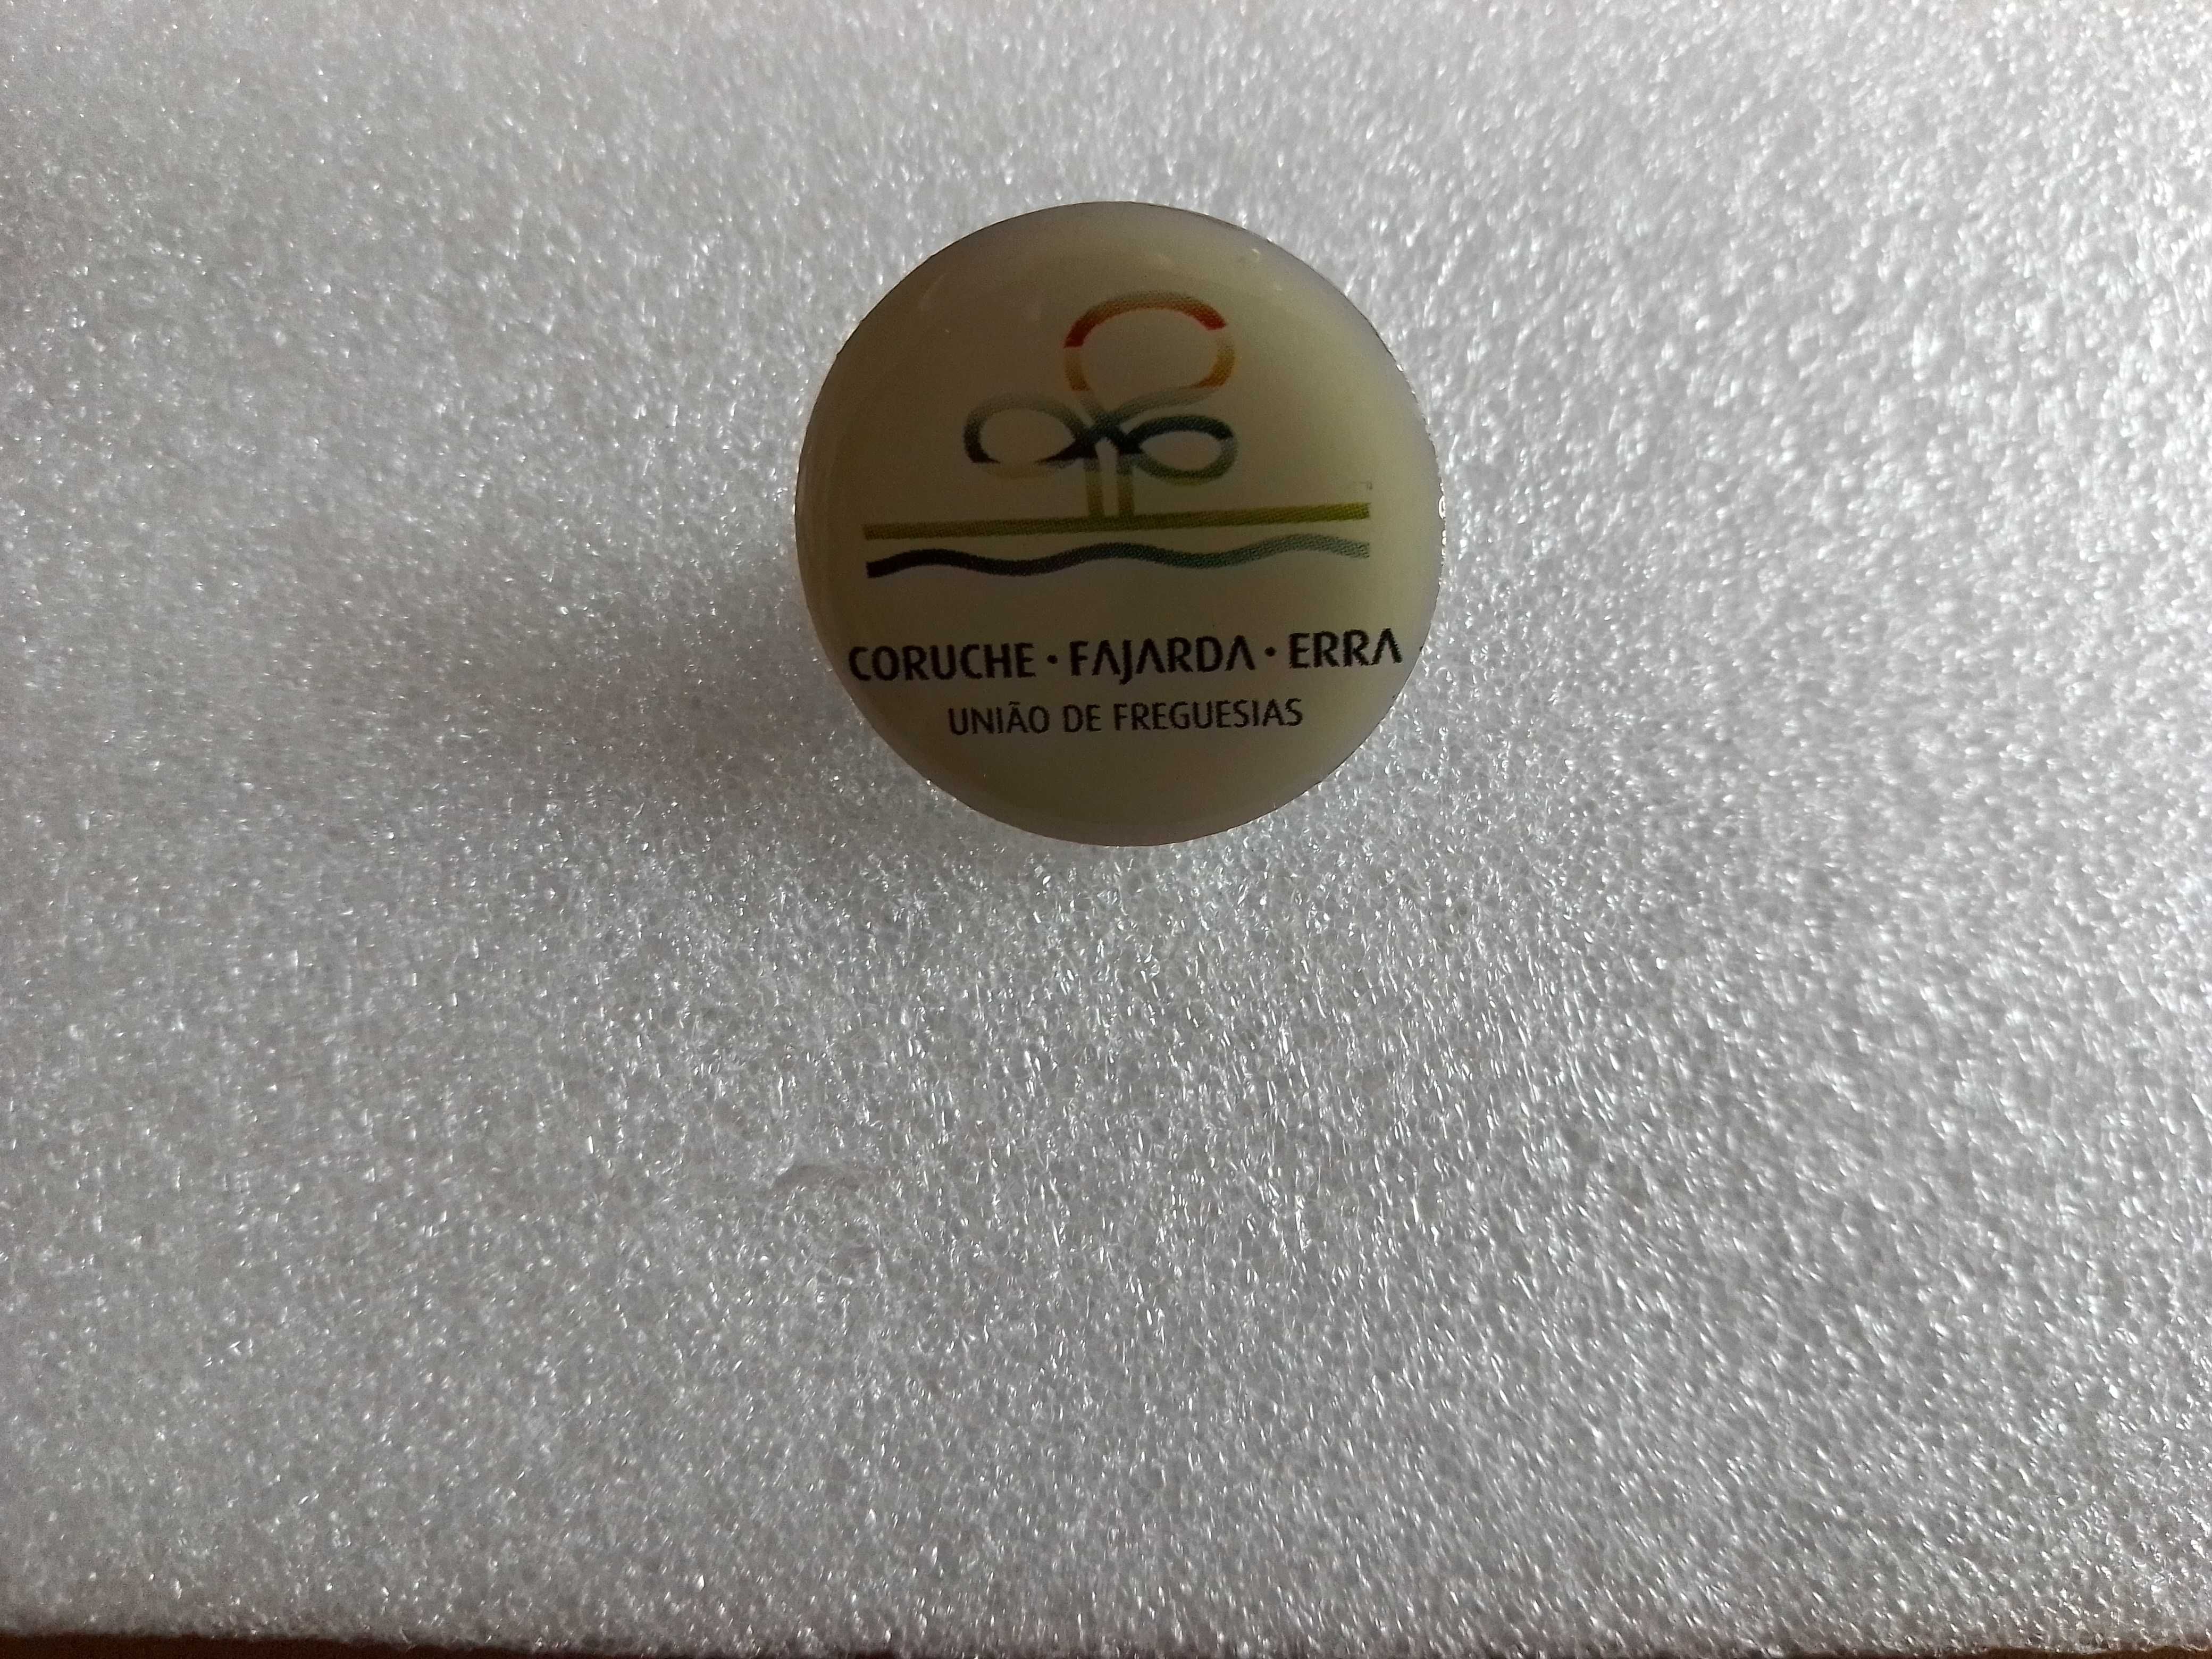 CORUCHE · FAJARDA · ERRA
UNIÃO DE FREGUESIAS